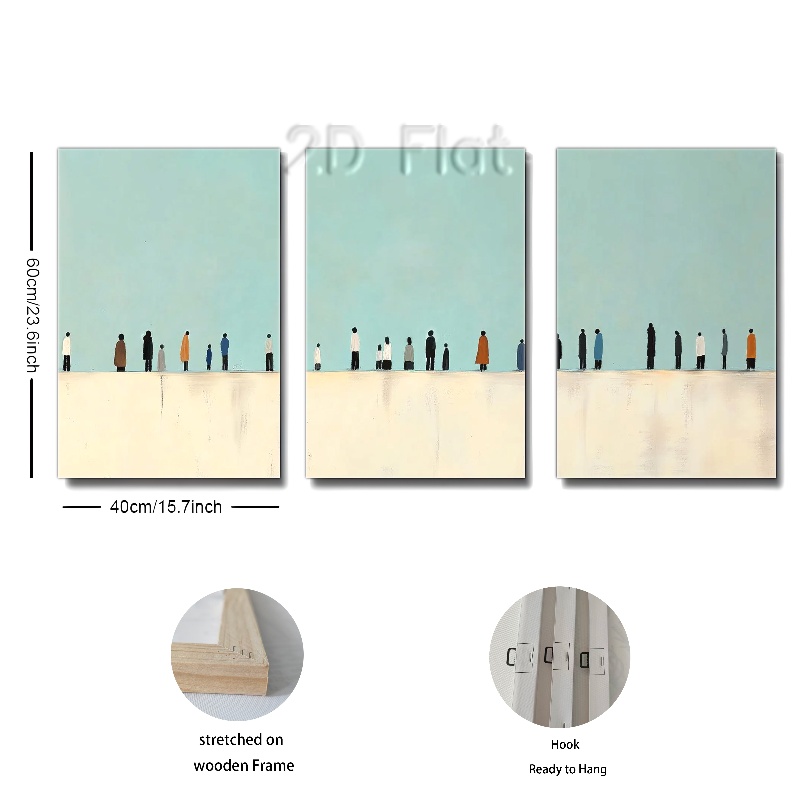 2D Flat
60cm/23.6inch
40cm/15.7inch
stretched on
wooden Frame
Hook
Ready to Hang